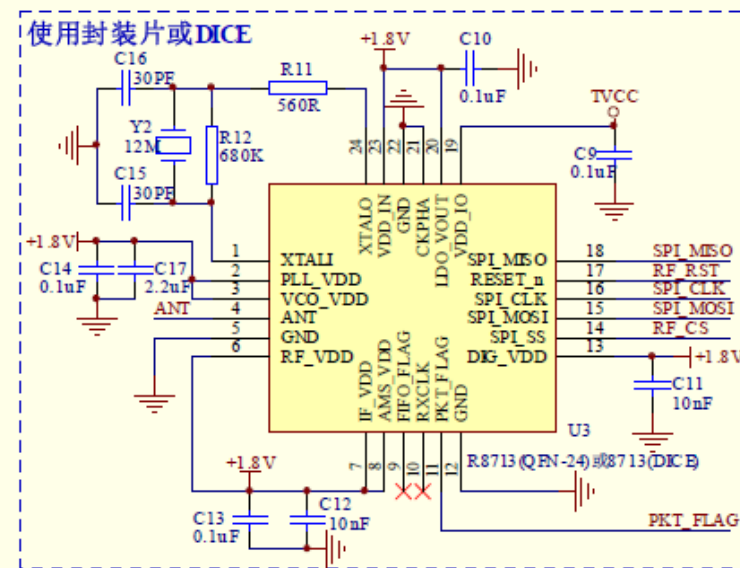 使用封装片或DICE
+1.8V
C10
0.1uF
C16
30PF
R11
560R
TVCC
Y2
12M
R12
680K
C9
0.1uF
C15
30PF
24
23
22
21
20
19
XTALO
VDD_IN
GND
CKPHA
LDO_VOUT
VDD_IO
+1.8V
C14
0.1uF
C17
2.2uF
ANT
1 XTALI
2 PLL_VDD
3 VCO_VDD
4 ANT
5 GND
6 RF_VDD
SPI_MISO 18 SPI_MISO
RESET_n 17 RF_RST
SPI_CLK 16 SPI_CLK
SPI_MOSI 15 SPI_MOSI
SPI_SS 14 RF_CS
DIG_VDD 13
+1.8V
C11
10nF
IF_VDD
AMS_VDD
FIFO_FLAG
RXCLK
PKT_FLAG
GND
7
8
9
10
11
12
U3
R8713(QFN-24)或8713(DICE)
+1.8V
C13
0.1uF
C12
10nF
PKT_FLAG